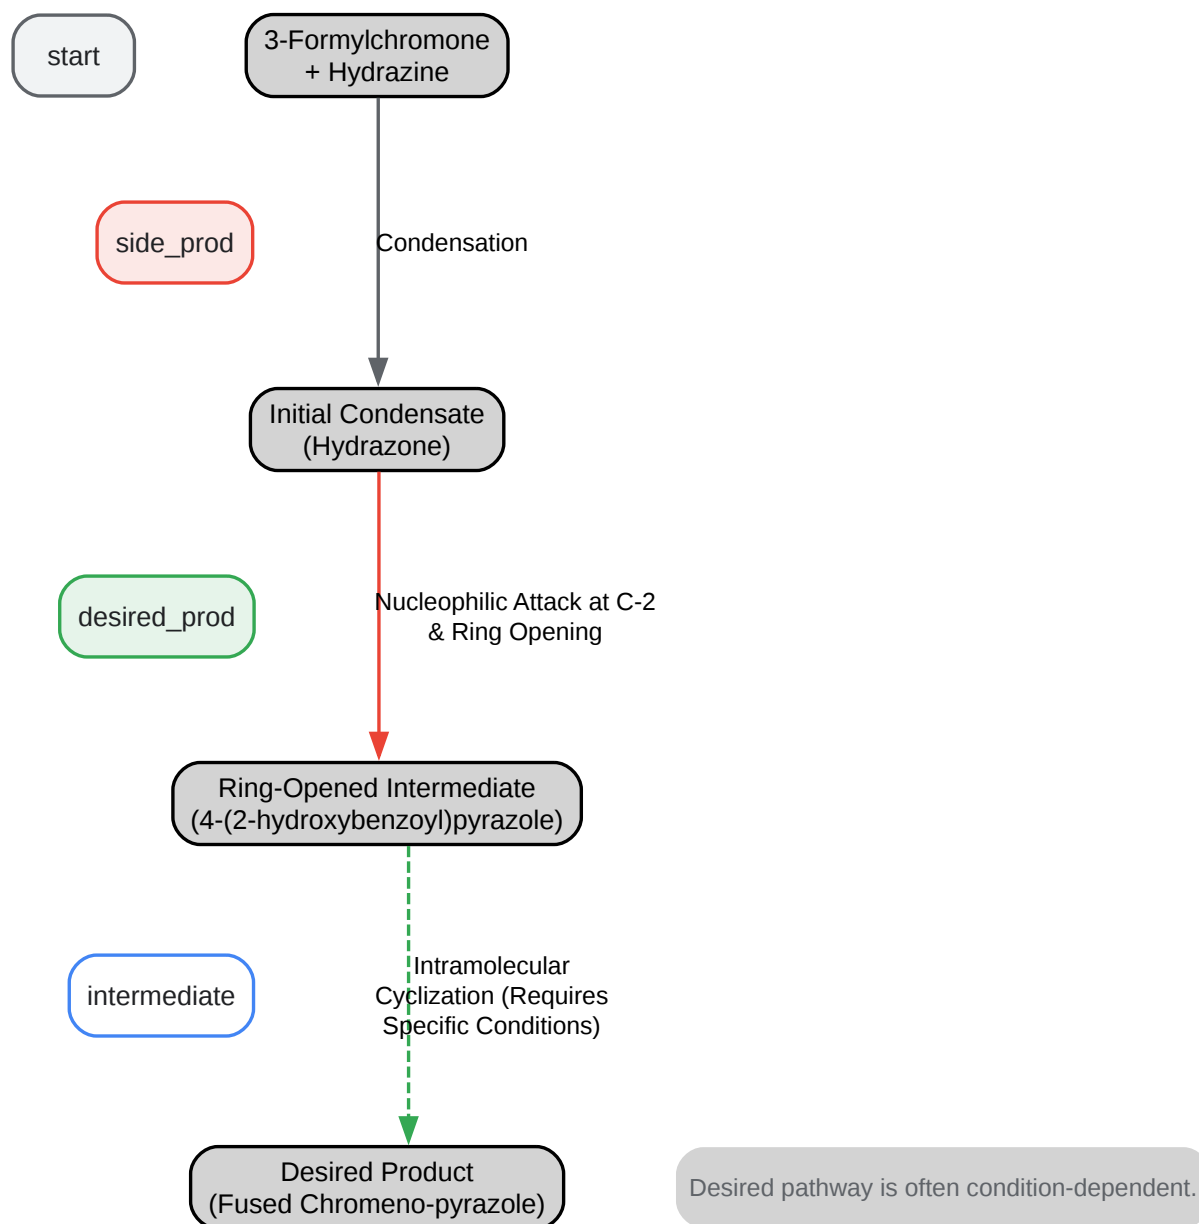 start
3-Formylchromone
+ Hydrazine
side_prod
Condensation
Initial Condensate
(Hydrazone)
desired_prod
Nucleophilic Attack at C-2
& Ring Opening
Ring-Opened Intermediate
(4-(2-hydroxybenzoyl)pyrazole)
intermediate
Intramolecular
Cyclization (Requires
Specific Conditions)
Desired Product
(Fused Chromeno-pyrazole)
Desired pathway is often condition-dependent.